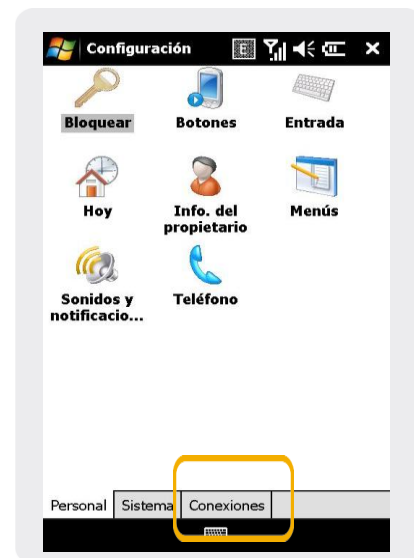 Configuración
E
Bloquear Botones Entrada
Hoy Info. del propietario Menús
Sonidos y notificacio... Teléfono
Personal Sistema Conexiones